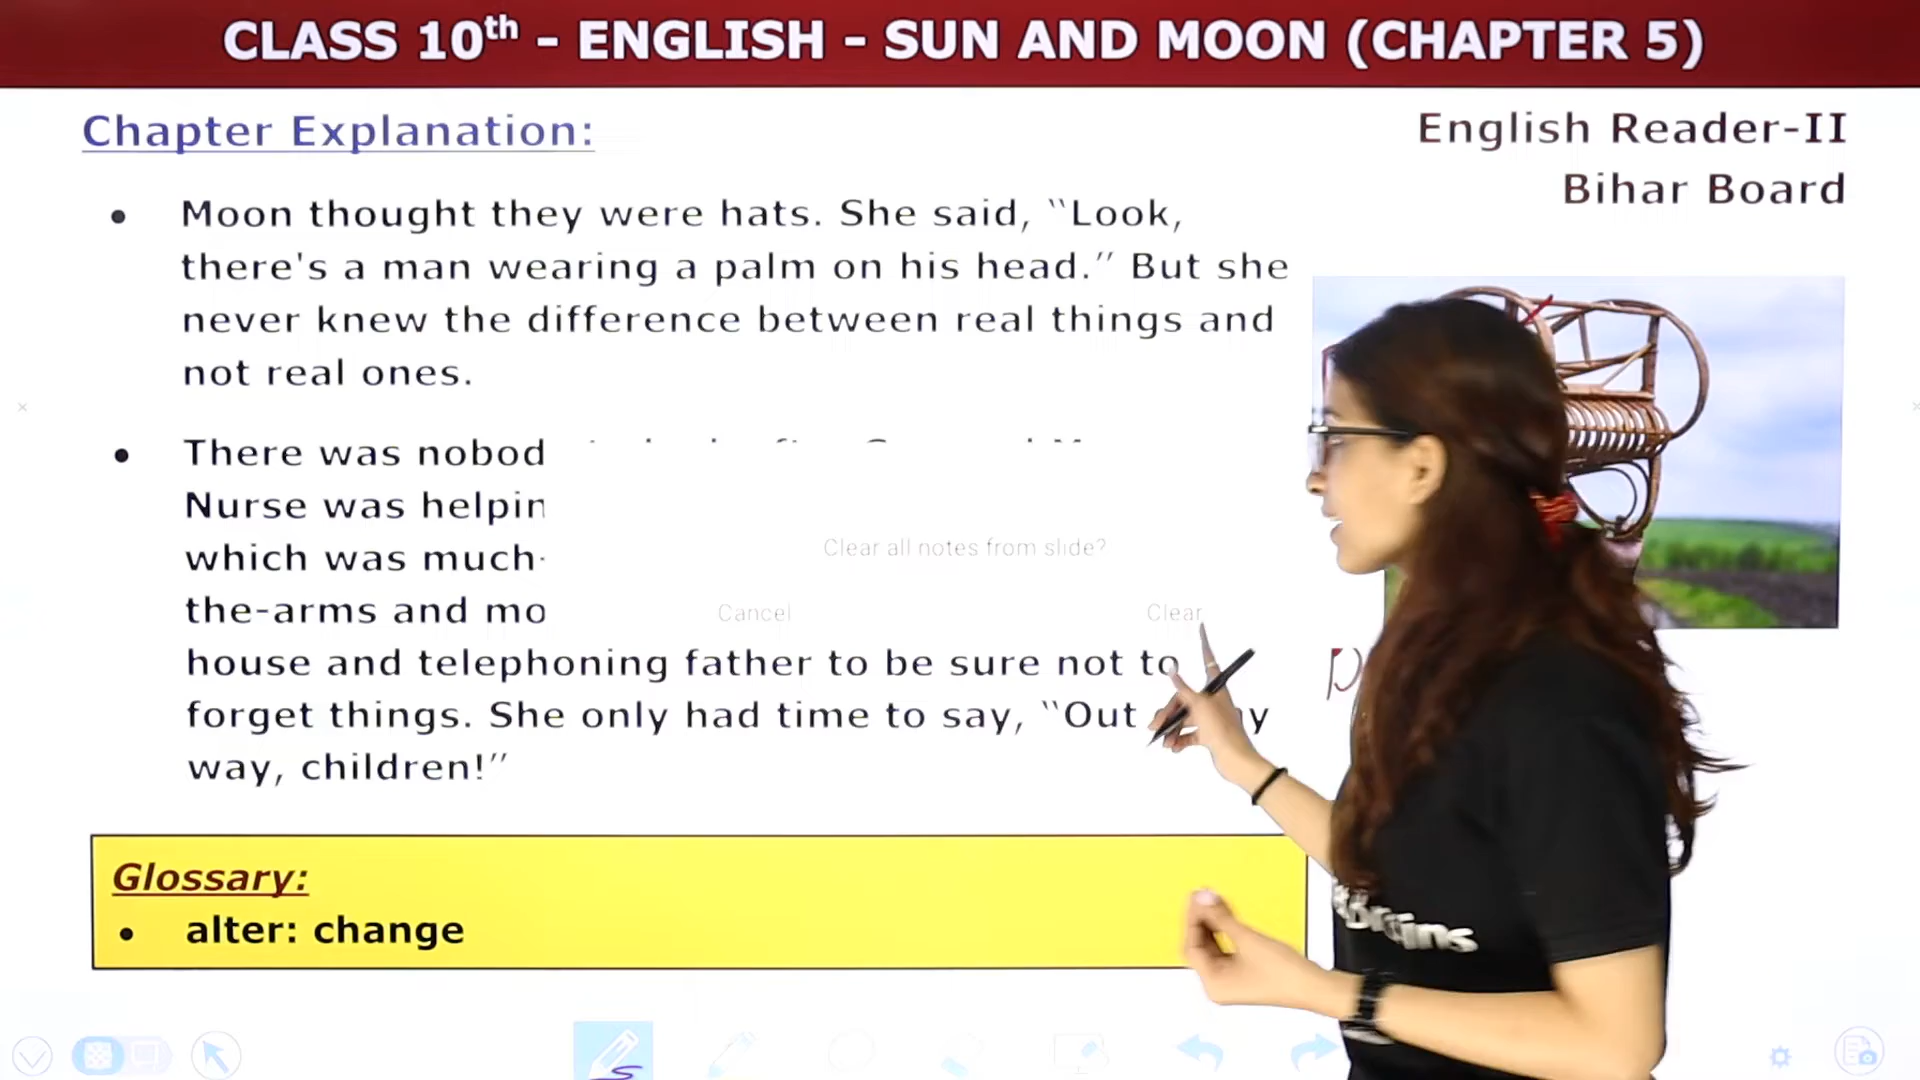 CLASS 10th - ENGLISH - SUN AND MOON (CHAPTER 5)
Chapter Explanation:
English Reader-II
Bihar Board
• Moon thought they were hats. She said, “Look,
there's a man wearing a palm on his head.” But she
never knew the difference between real things and
not real ones.
• There was
Nurse was
which was much-
the-arms and
house and telephoning father to be sure not to
forget things. She only had time to say, “Out
way, children!”
Clear all notes from slide?
Cancel
Clear
Glossary:
• alter: change